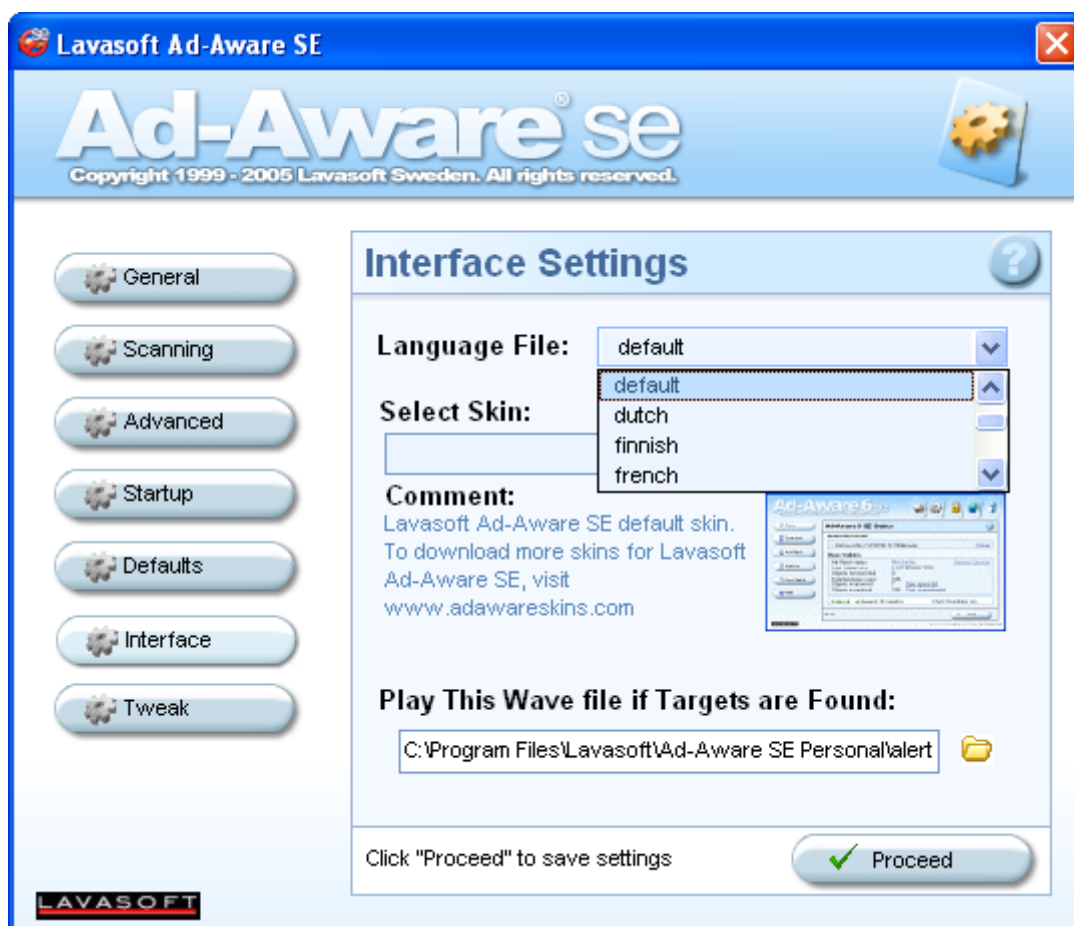 Lavasoft Ad-Aware SE
Ad-Aware® se
Copyright 1999 - 2005 Lavasoft Sweden. All rights reserved.
General
Scanning
Advanced
Startup
Defaults
Interface
Tweak
Interface Settings
?
Language File:
default
default
dutch
finnish
french
Select Skin:
Comment:
Lavasoft Ad-Aware SE default skin.
To download more skins for Lavasoft
Ad-Aware SE, visit
www.adawareskins.com
Ad-Aware 6
Play This Wave file if Targets are Found:
C:\Program Files\Lavasoft\Ad-Aware SE Personal\alert
Click "Proceed" to save settings
Proceed
LAVASOFT